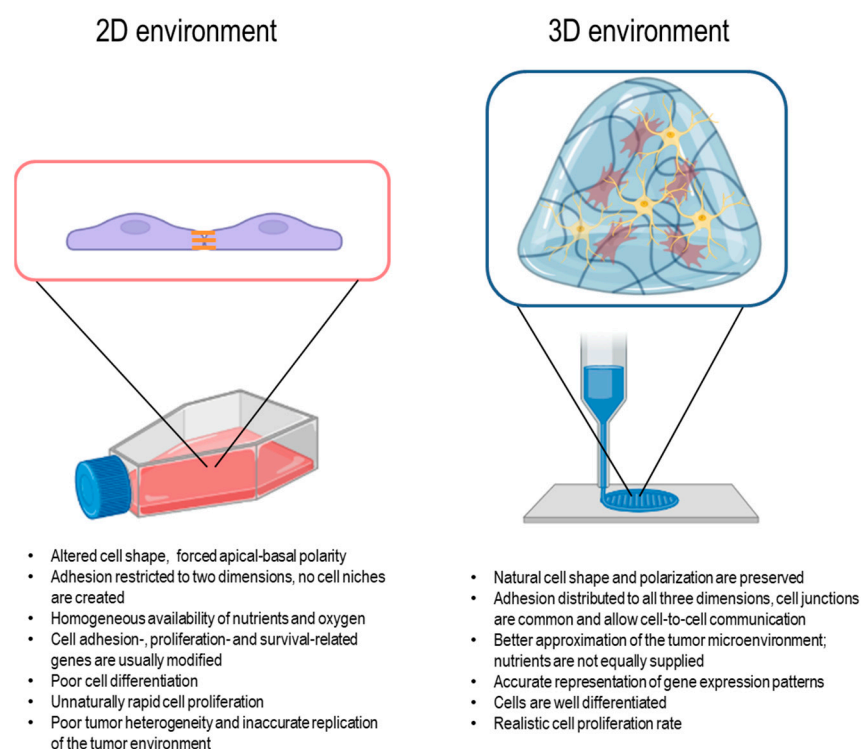 2D environment
3D environment
• Altered cell shape, forced apical-basal polarity
• Adhesion restricted to two dimensions, no cell niches
are created
• Homogeneous availability of nutrients and oxygen
• Cell adhesion-, proliferation- and survival-related
genes are usually modified
• Poor cell differentiation
• Unnaturally rapid cell proliferation
• Poor tumor heterogeneity and inaccurate replication
of the tumor environment
• Natural cell shape and polarization are preserved
• Adhesion distributed to all three dimensions, cell junctions
are common and allow cell-to-cell communication
• Better approximation of the tumor microenvironment;
nutrients are not equally supplied
• Accurate representation of gene expression patterns
• Cells are well differentiated
• Realistic cell proliferation rate